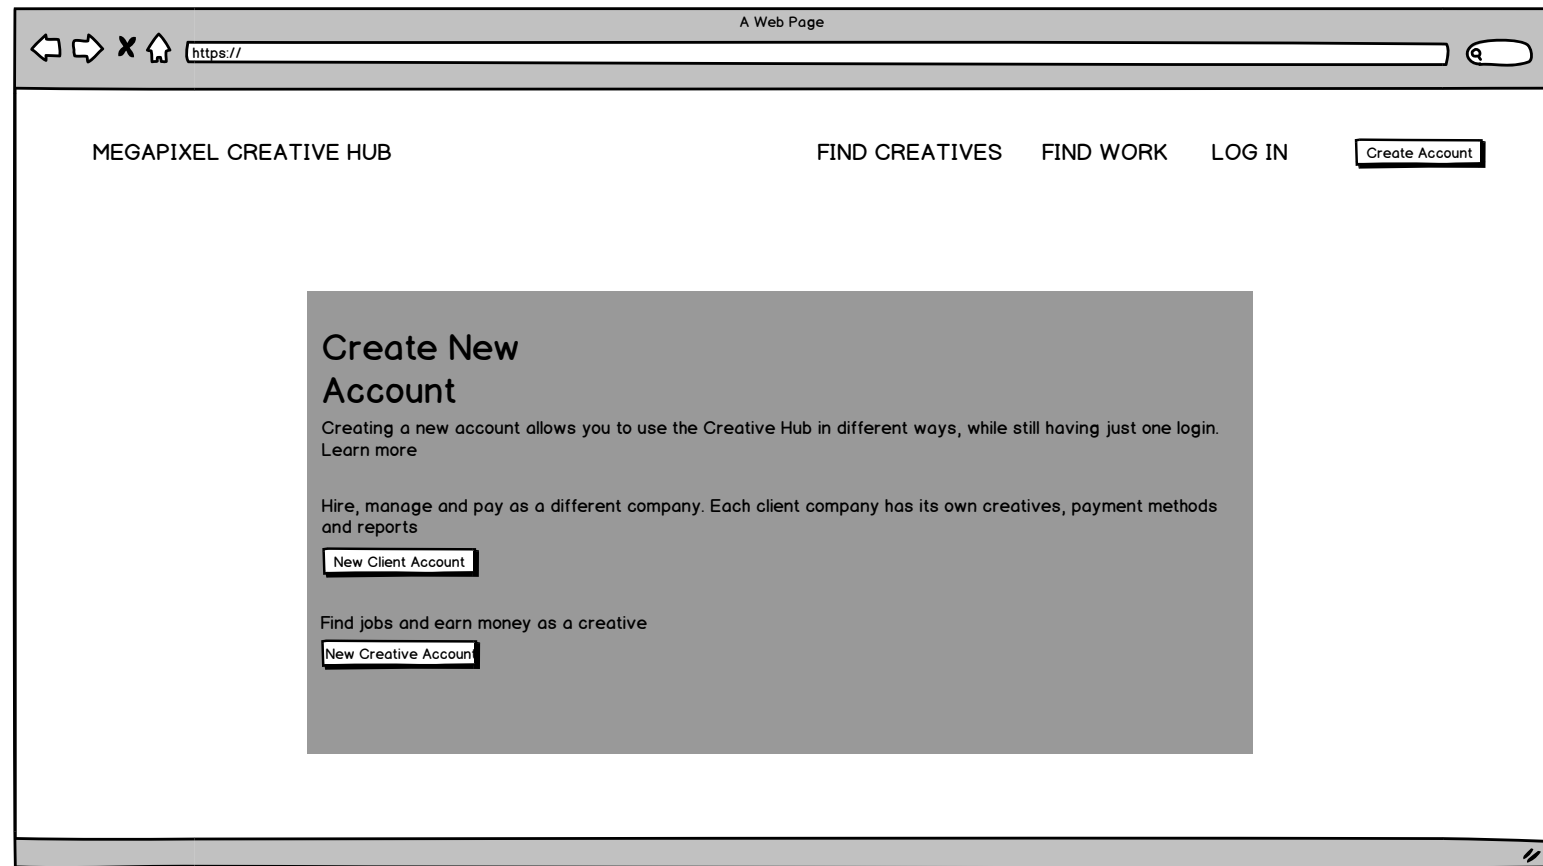 A Web Page
https://
MEGAPIXEL CREATIVE HUB FIND CREATIVES FIND WORK LOG IN Create Account
Create New
Account
Creating a new account allows you to use the Creative Hub in different ways, while still having just one login.
Learn more
Hire, manage and pay as a different company. Each client company has its own creatives, payment methods
and reports
New Client Account
Find jobs and earn money as a creative
New Creative Account